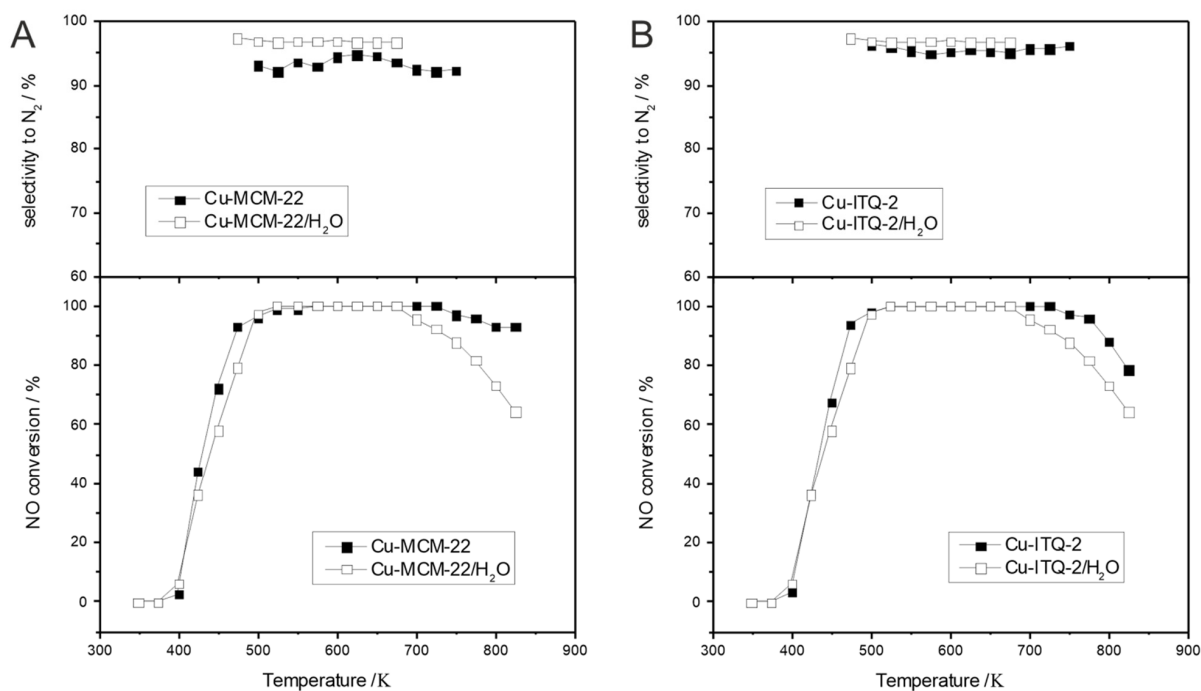 A
100
90
80
70
60
selectivity to N₂ / %
Cu-MCM-22
Cu-MCM-22/H₂O
100
80
60
40
20
0
NO conversion / %
Cu-MCM-22
Cu-MCM-22/H₂O
300 400 500 600 700 800 900
Temperature /K
B
100
90
80
70
60
selectivity to N₂ / %
Cu-ITQ-2
Cu-ITQ-2/H₂O
100
80
60
40
20
0
NO conversion / %
Cu-ITQ-2
Cu-ITQ-2/H₂O
300 400 500 600 700 800 900
Temperature /K